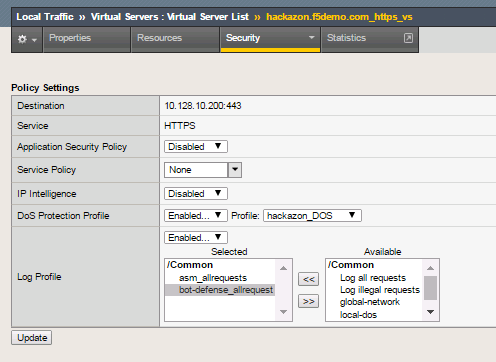 Local Traffic » Virtual Servers : Virtual Server List » hackazon.f5demo.com_https_vs
Properties Resources Security Statistics
Policy Settings
Destination 10.128.10.200:443
Service HTTPS
Application Security Policy Disabled
Service Policy None
IP Intelligence Disabled
DoS Protection Profile Enabled... Profile: hackazon_DOS
Log Profile Enabled...
Selected Available
/Common /Common
asm_allrequests << Log all requests
bot-defense_allrequest Log illegal requests
>> global-network
local-dos
Update